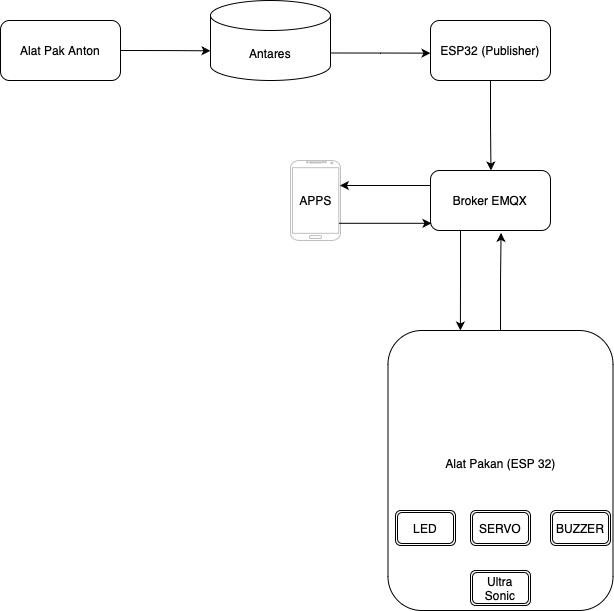 Alat Pak Anton
Antares
ESP32 (Publisher)
APPS
Broker EMQX
Alat Pakan (ESP 32)
LED
SERVO
BUZZER
Ultra
Sonic